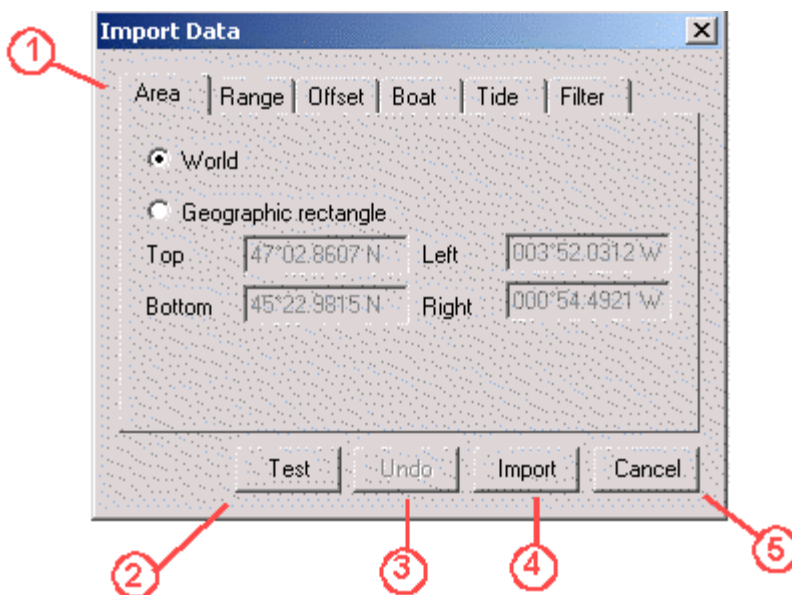 Import Data
1
Area Range Offset Boat Tide Filter
World
Geographic rectangle
Top 47°02.8607 N Left 003°52.0312 W
Bottom 45°22.9815 N Right 000°54.4921 W
Test Undo Import Cancel
2 3 4 5